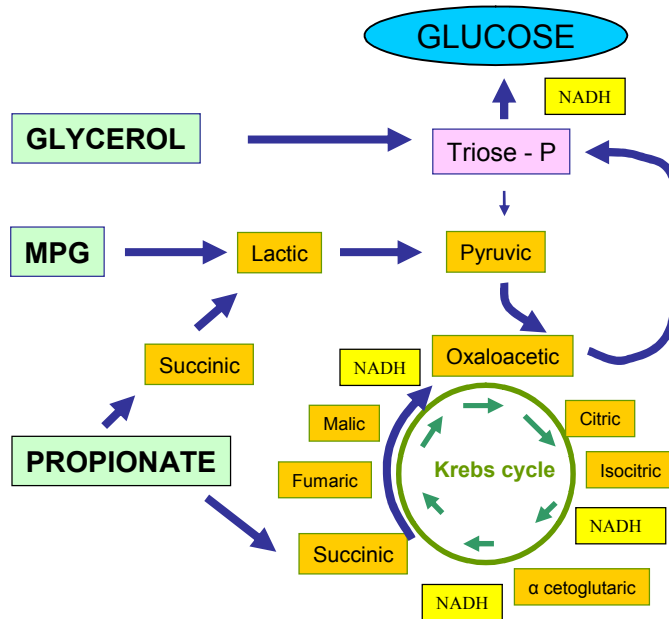 GLUCOSE
NADH
GLYCEROL
Triose - P
MPG
Lactic
Pyruvic
Succinic
Oxaloacetic
NADH
Malic
Citric
PROPIONATE
Krebs cycle
Isocitric
Fumaric
NADH
Succinic
α cetoglutaric
NADH